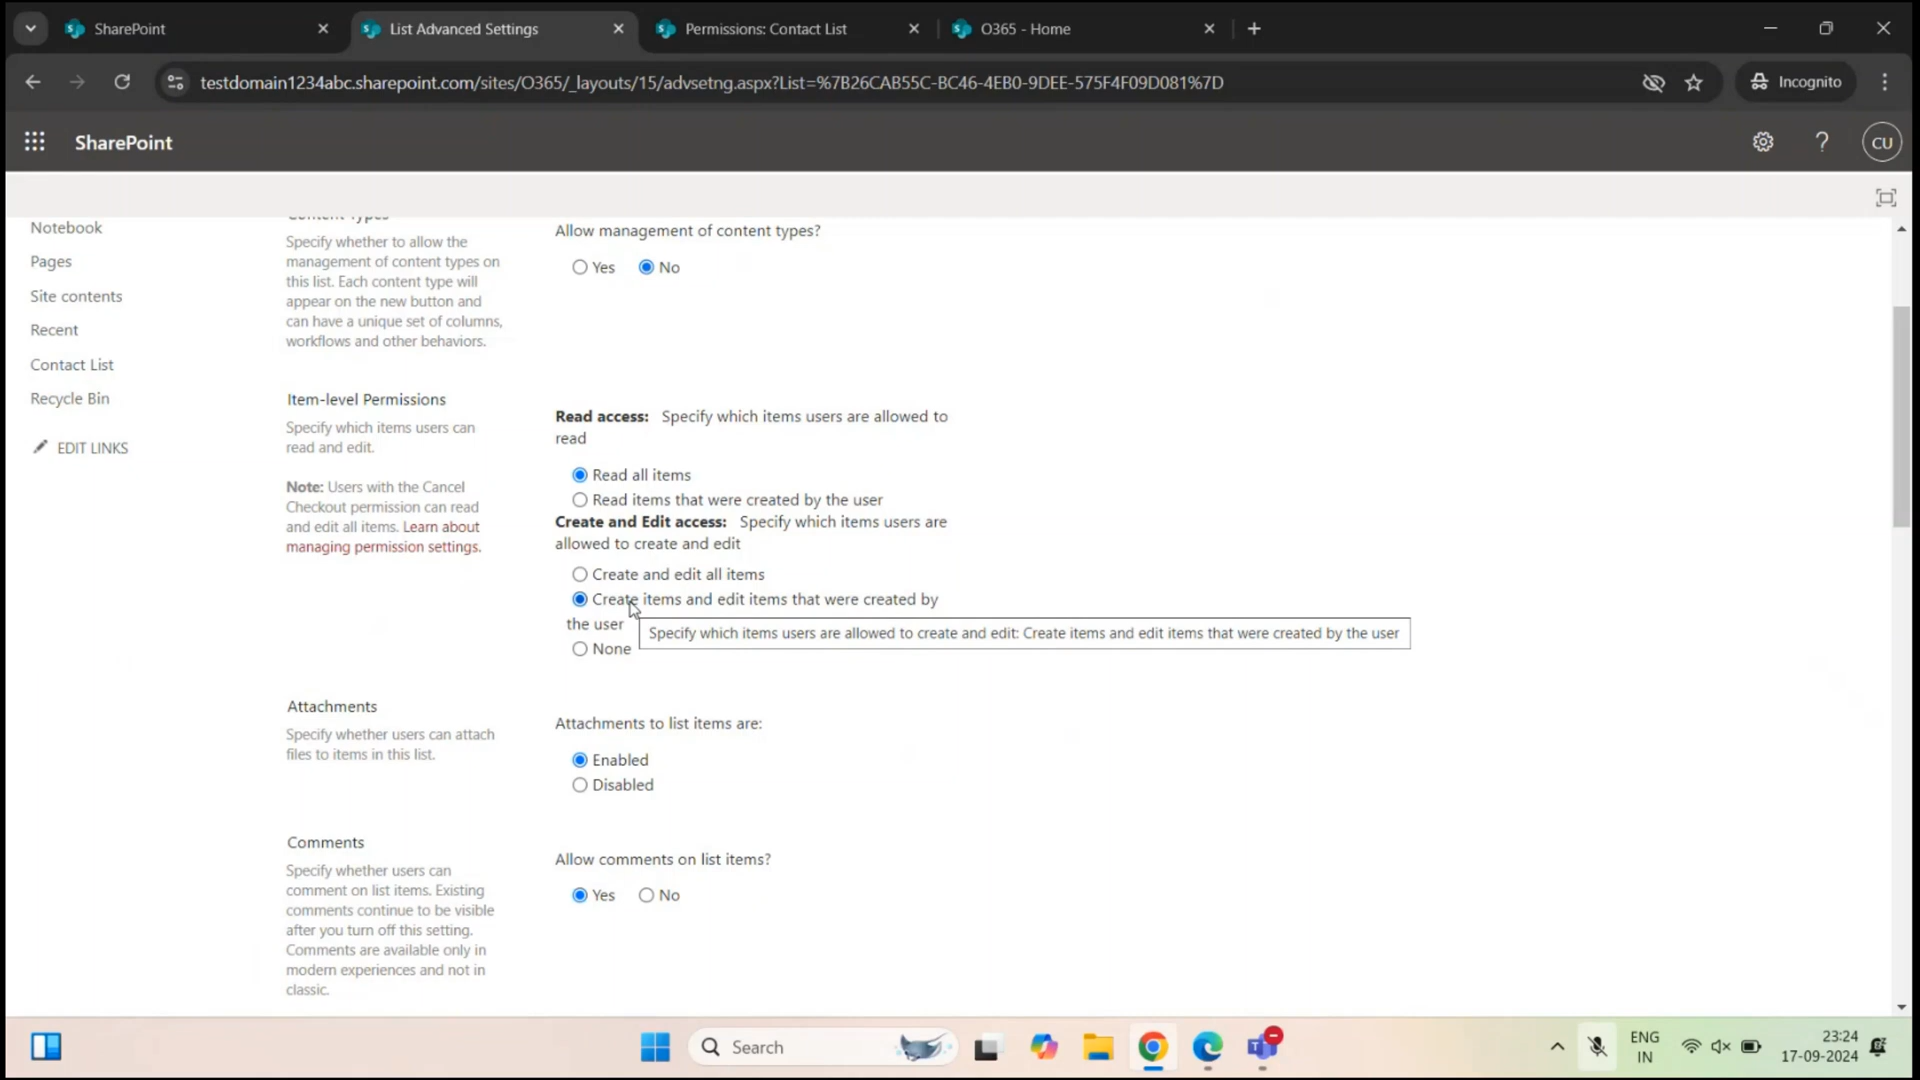 SharePoint
List Advanced Settings
Permissions: Contact List
O365 - Home
testdomain1234abc.sharepoint.com/sites/O365/_layouts/15/advsetng.aspx?List=%7B26CAB55C-BC46-4EB0-9DEE-575F4F09D081%7D
Incognito
SharePoint
CU
Notebook
Pages
Site contents
Recent
Contact List
Recycle Bin
EDIT LINKS
Content Types
Specify whether to allow the
management of content types on
this list. Each content type will
appear on the new button and
can have a unique set of columns,
workflows and other behaviors.
Allow management of content types?
Yes No
Item-level Permissions
Specify which items users can
read and edit.
Note: Users with the Cancel
Checkout permission can read
and edit all items. Learn about
managing permission settings.
Read access: Specify which items users are allowed to
read
Read all items
Read items that were created by the user
Create and Edit access: Specify which items users are
allowed to create and edit
Create and edit all items
Create items and edit items that were created by
the user
Specify which items users are allowed to create and edit: Create items and edit items that were created by the user
None
Attachments
Specify whether users can attach
files to items in this list.
Attachments to list items are:
Enabled
Disabled
Comments
Specify whether users can
comment on list items. Existing
comments continue to be visible
after you turn off this setting.
Comments are available only in
modern experiences and not in
classic.
Allow comments on list items?
Yes No
Search
ENG
IN
23:24
17-09-2024